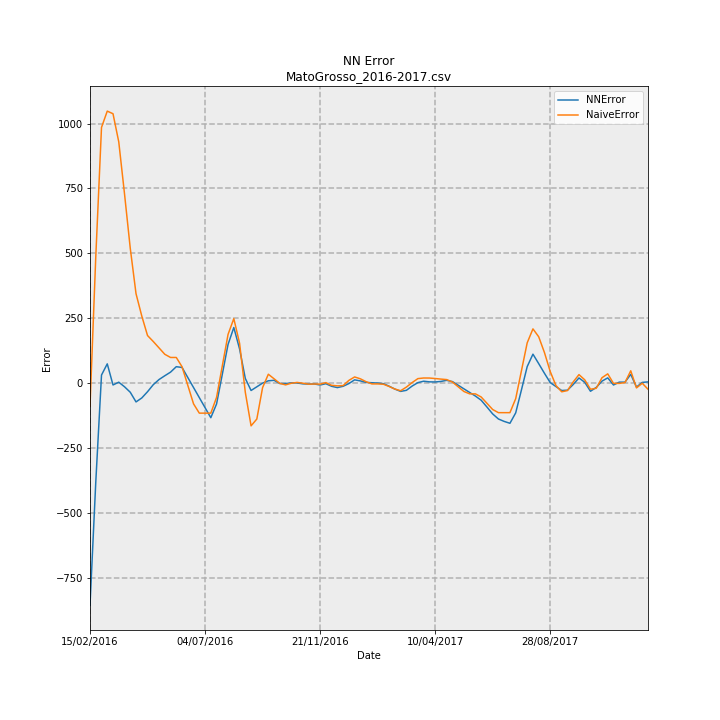 NN Error
MatoGrosso_2016-2017.csv
NNError
NaiveError
1000
750
500
250
0
−250
−500
−750
Error
15/02/2016 04/07/2016 21/11/2016 10/04/2017 28/08/2017
Date